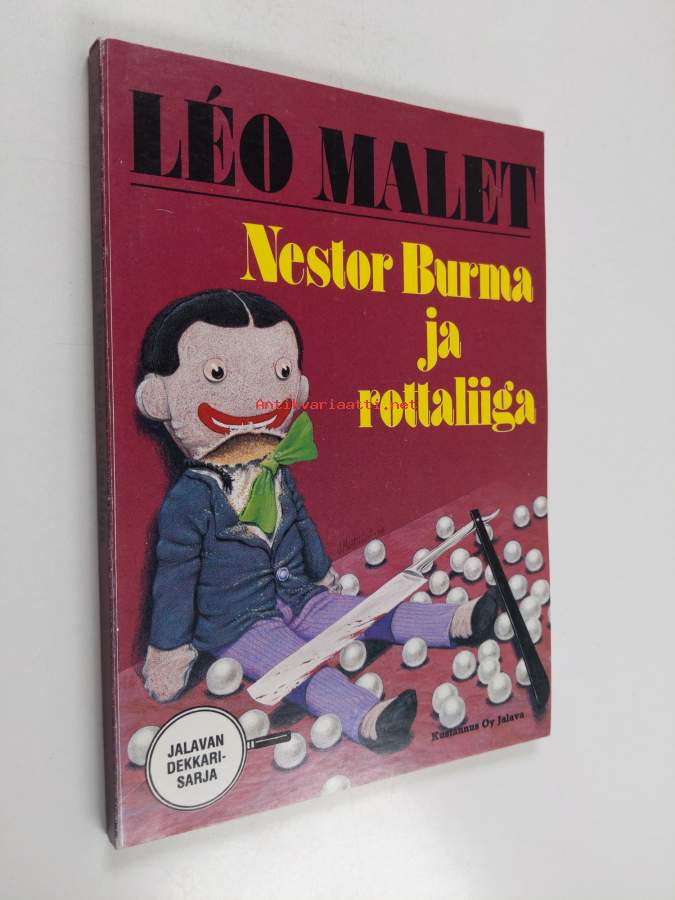 LÉO MALET
Nestor Burma
ja
rottaliiga
Antikvariaatti.net
Kustannus Oy Jalava
JALAVAN
DEKKARI-
SARJA